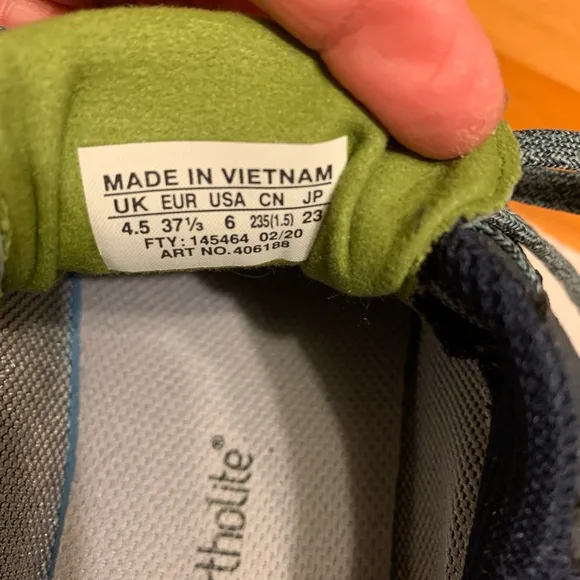 MADE IN VIETNAM
UK EUR USA CN JP
4.5 37⅓ 6 235(1.5) 23
FTY: 145464 02/20
ART NO. 406188
rtholite®